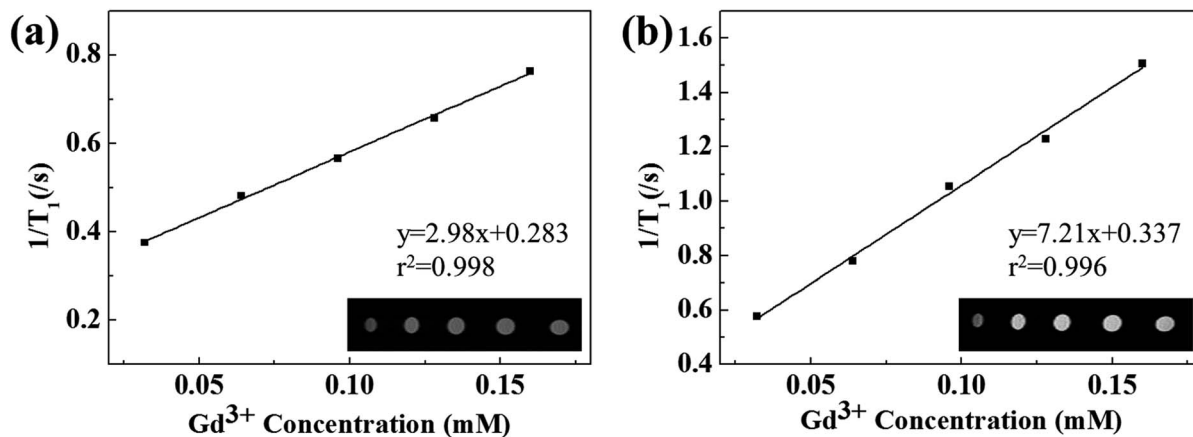 (a)
0.8
0.6
0.4
0.2
1/T₁(/s)
y=2.98x+0.283
r²=0.998
0.05 0.10 0.15
Gd³⁺ Concentration (mM)
(b)
1.6
1.4
1.2
1.0
0.8
0.6
0.4
1/T₁(/s)
y=7.21x+0.337
r²=0.996
0.05 0.10 0.15
Gd³⁺ Concentration (mM)